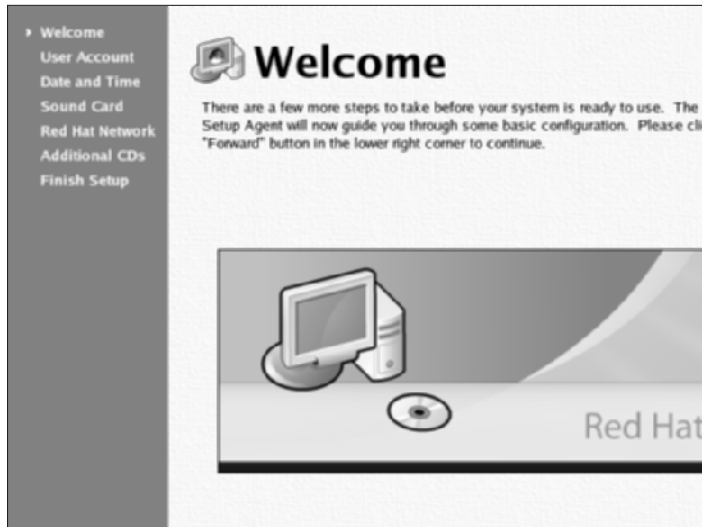 Welcome
User Account
Date and Time
Sound Card
Red Hat Network
Additional CDs
Finish Setup
Welcome
There are a few more steps to take before your system is ready to use. The
Setup Agent will now guide you through some basic configuration. Please cli
"Forward" button in the lower right corner to continue.
Red Hat